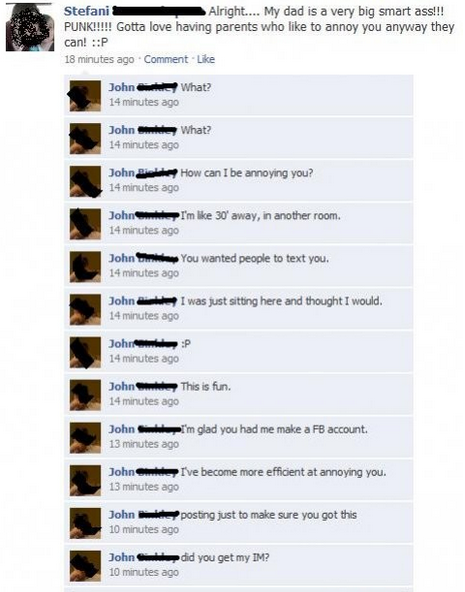 Stefani Alright.... My dad is a very big smart ass!!!
PUNK!!!!! Gotta love having parents who like to annoy you anyway they
can! ::P
18 minutes ago · Comment · Like
John What?
14 minutes ago
John What?
14 minutes ago
John How can I be annoying you?
14 minutes ago
John I'm like 30' away, in another room.
14 minutes ago
John You wanted people to text you.
14 minutes ago
John I was just sitting here and thought I would.
14 minutes ago
John :P
14 minutes ago
John This is fun.
14 minutes ago
John I'm glad you had me make a FB account.
13 minutes ago
John I've become more efficient at annoying you.
13 minutes ago
John posting just to make sure you got this
10 minutes ago
John did you get my IM?
10 minutes ago